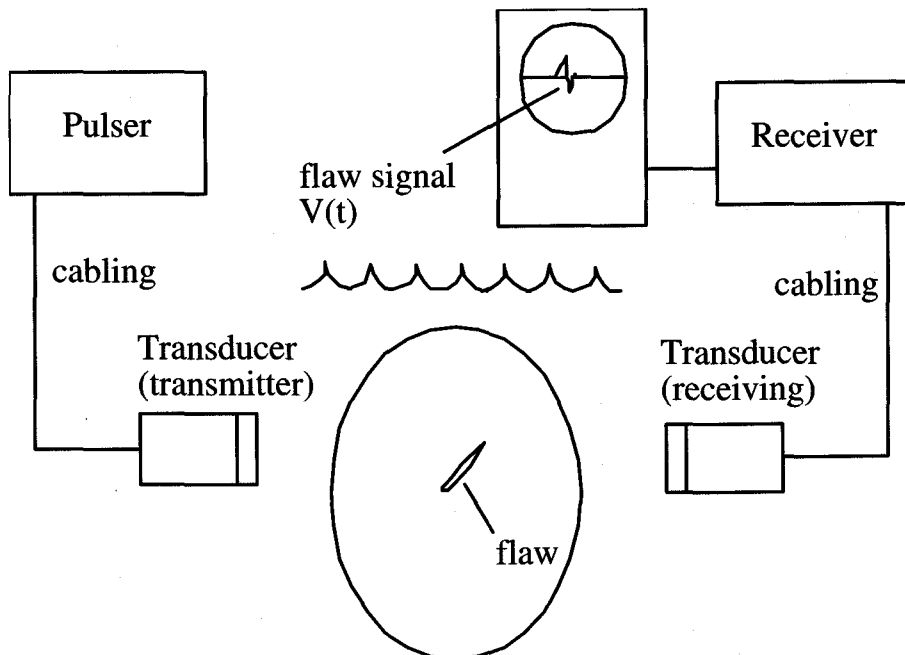 Pulser
Receiver
flaw signal
V(t)
cabling
cabling
Transducer
(transmitter)
Transducer
(receiving)
flaw